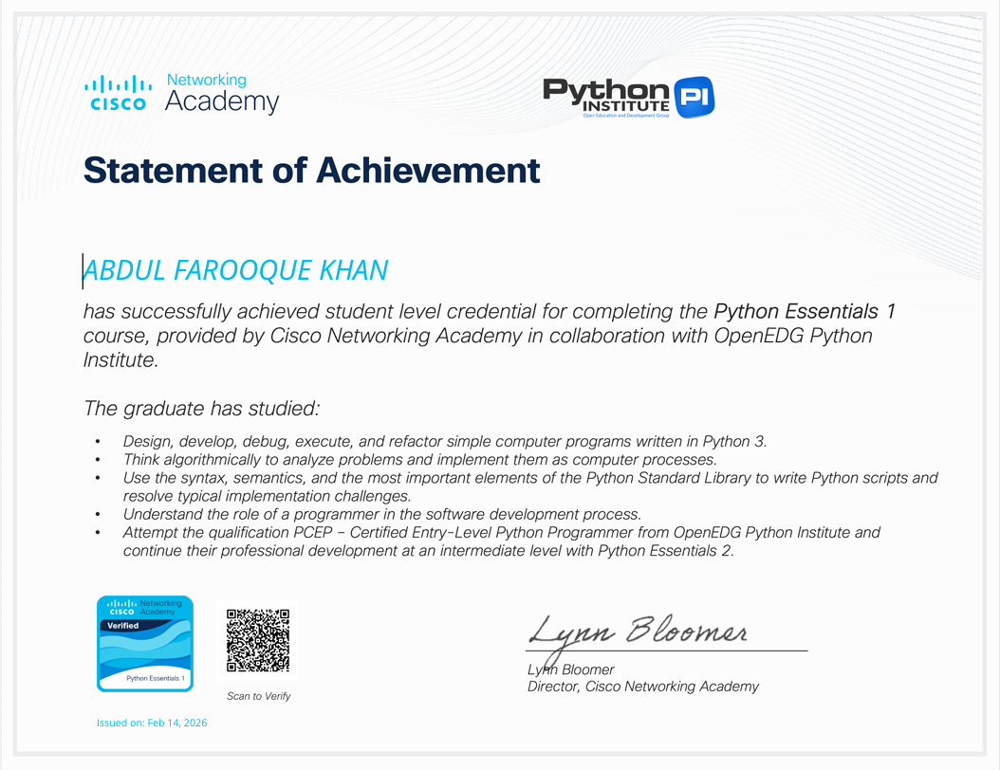 Networking
Academy
CISCO
Python
INSTITUTE
Open Education and Development Group
PI
Statement of Achievement
ABDUL FAROOQUE KHAN
has successfully achieved student level credential for completing the Python Essentials 1
course, provided by Cisco Networking Academy in collaboration with OpenEDG Python
Institute.
The graduate has studied:
• Design, develop, debug, execute, and refactor simple computer programs written in Python 3.
• Think algorithmically to analyze problems and implement them as computer processes.
• Use the syntax, semantics, and the most important elements of the Python Standard Library to write Python scripts and
resolve typical implementation challenges.
• Understand the role of a programmer in the software development process.
• Attempt the qualification PCEP – Certified Entry-Level Python Programmer from OpenEDG Python Institute and
continue their professional development at an intermediate level with Python Essentials 2.
Networking
CISCO Academy
Verified
Python Essentials 1
Scan to Verify
Lynn Bloomer
Lynn Bloomer
Director, Cisco Networking Academy
Issued on: Feb 14, 2026